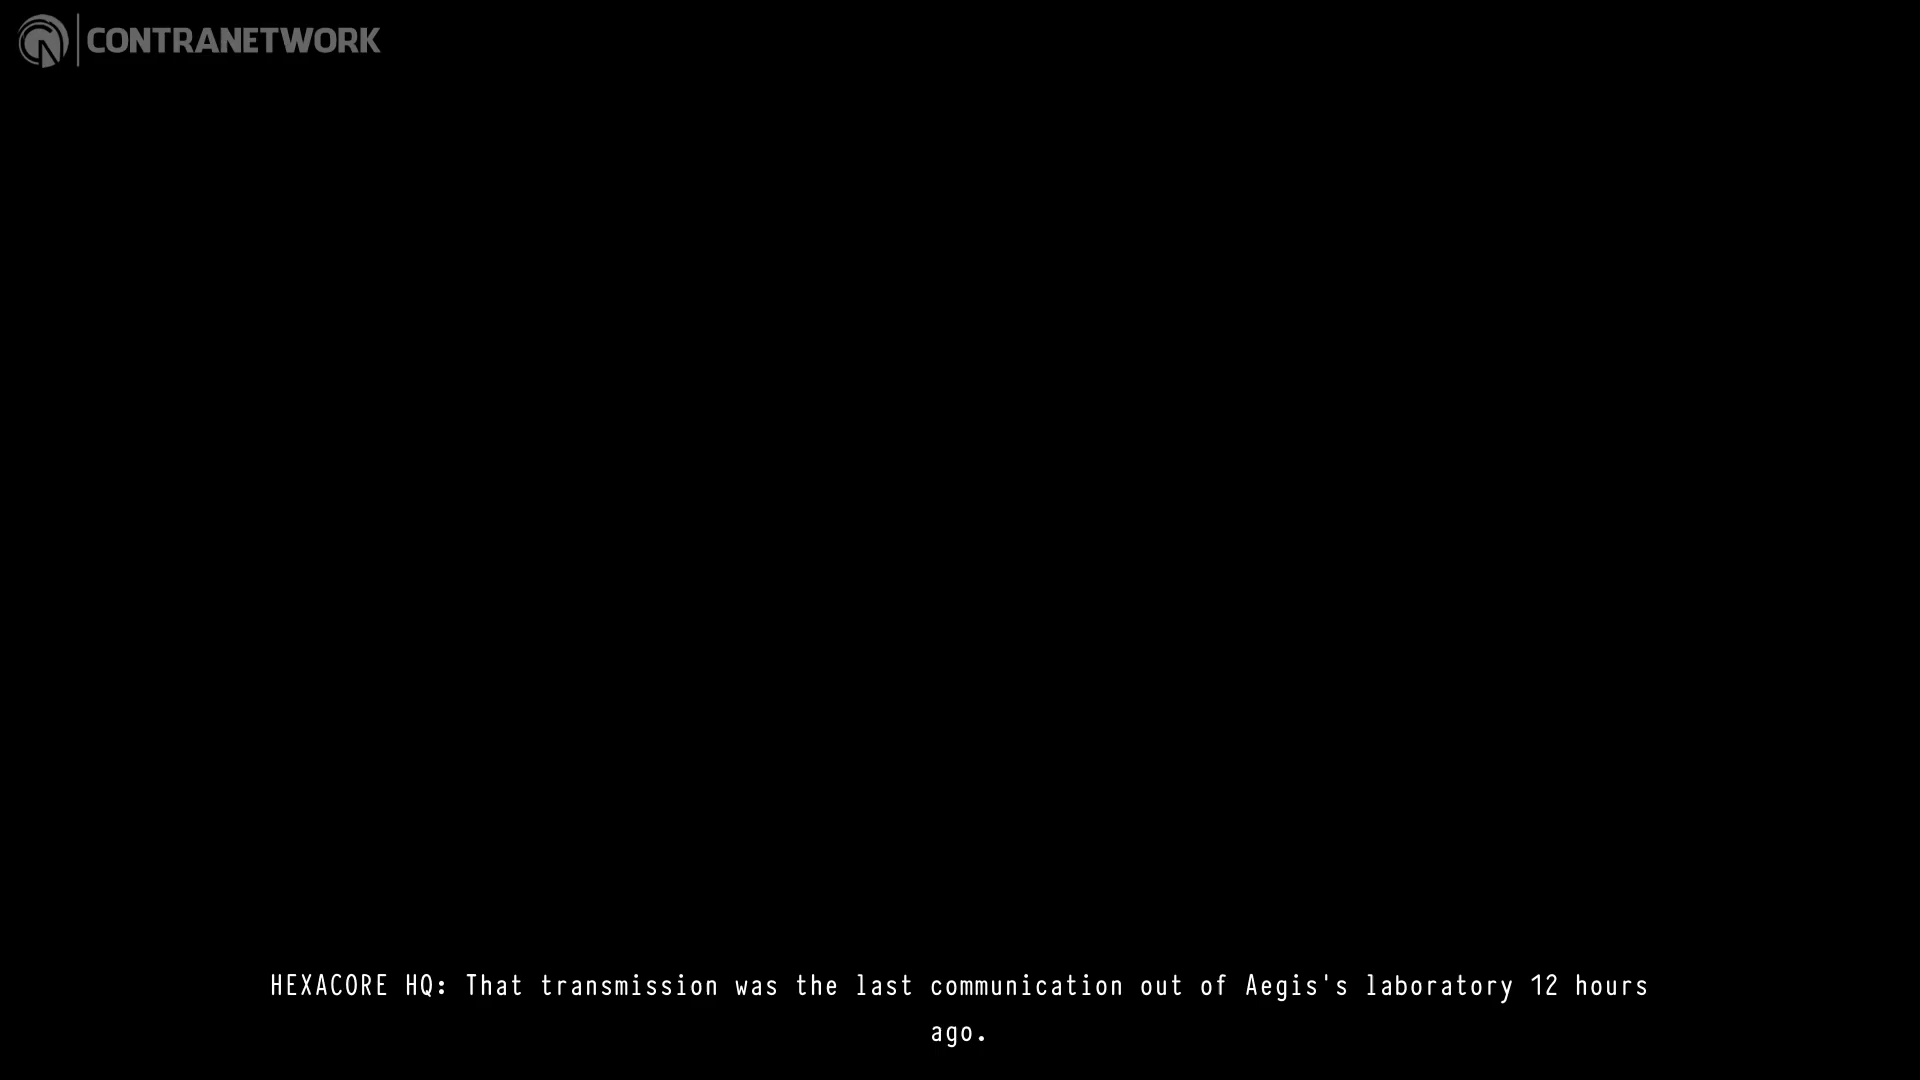 CONTRANETWORK
HEXACORE HQ: That transmission was the last communication out of Aegis's laboratory 12 hours
ago.